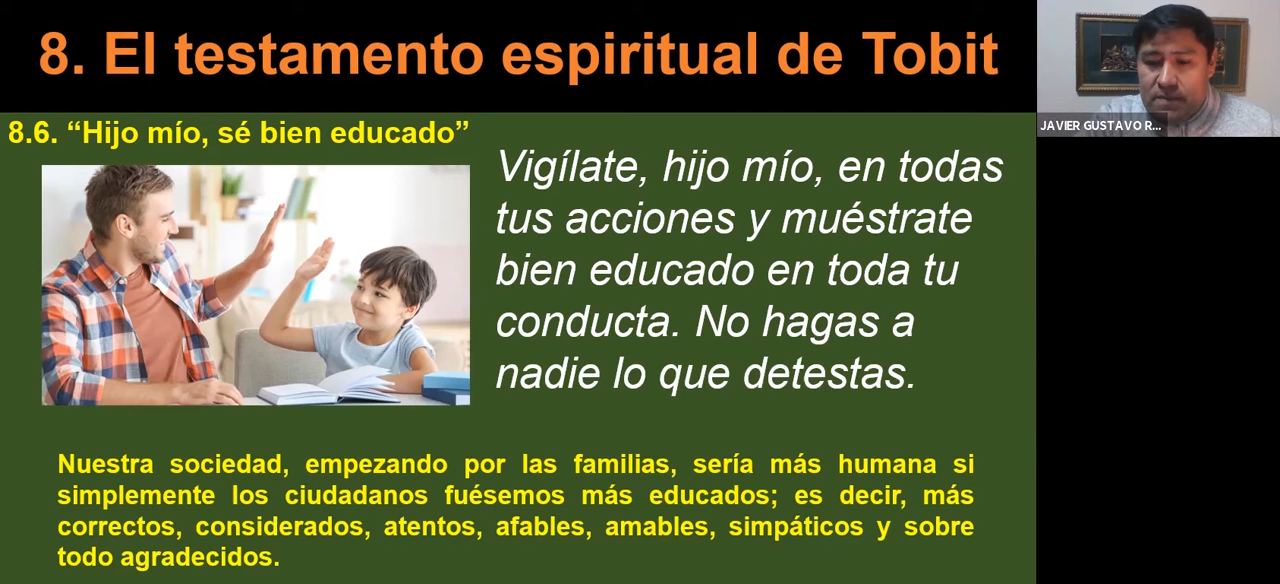 8. El testamento espiritual de Tobit
JAVIER GUSTAVO R...
8.6. “Hijo mío, sé bien educado”
Vigílate, hijo mío, en todas
tus acciones y muéstrate
bien educado en toda tu
conducta. No hagas a
nadie lo que detestas.
Nuestra sociedad, empezando por las familias, sería más humana si
simplemente los ciudadanos fuésemos más educados; es decir, más
correctos, considerados, atentos, afables, amables, simpáticos y sobre
todo agradecidos.